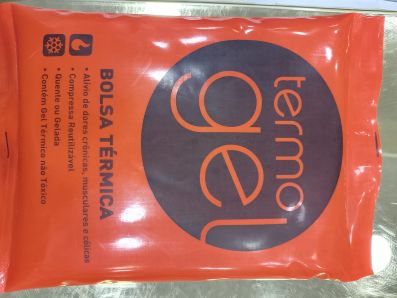 termo
gel
BOLSA TÉRMICA
• Alívio de dores crônicas, musculares e cólicas
• Compressa Reutilizável
• Quente ou Gelada
• Contém Gel Térmico não Tóxico